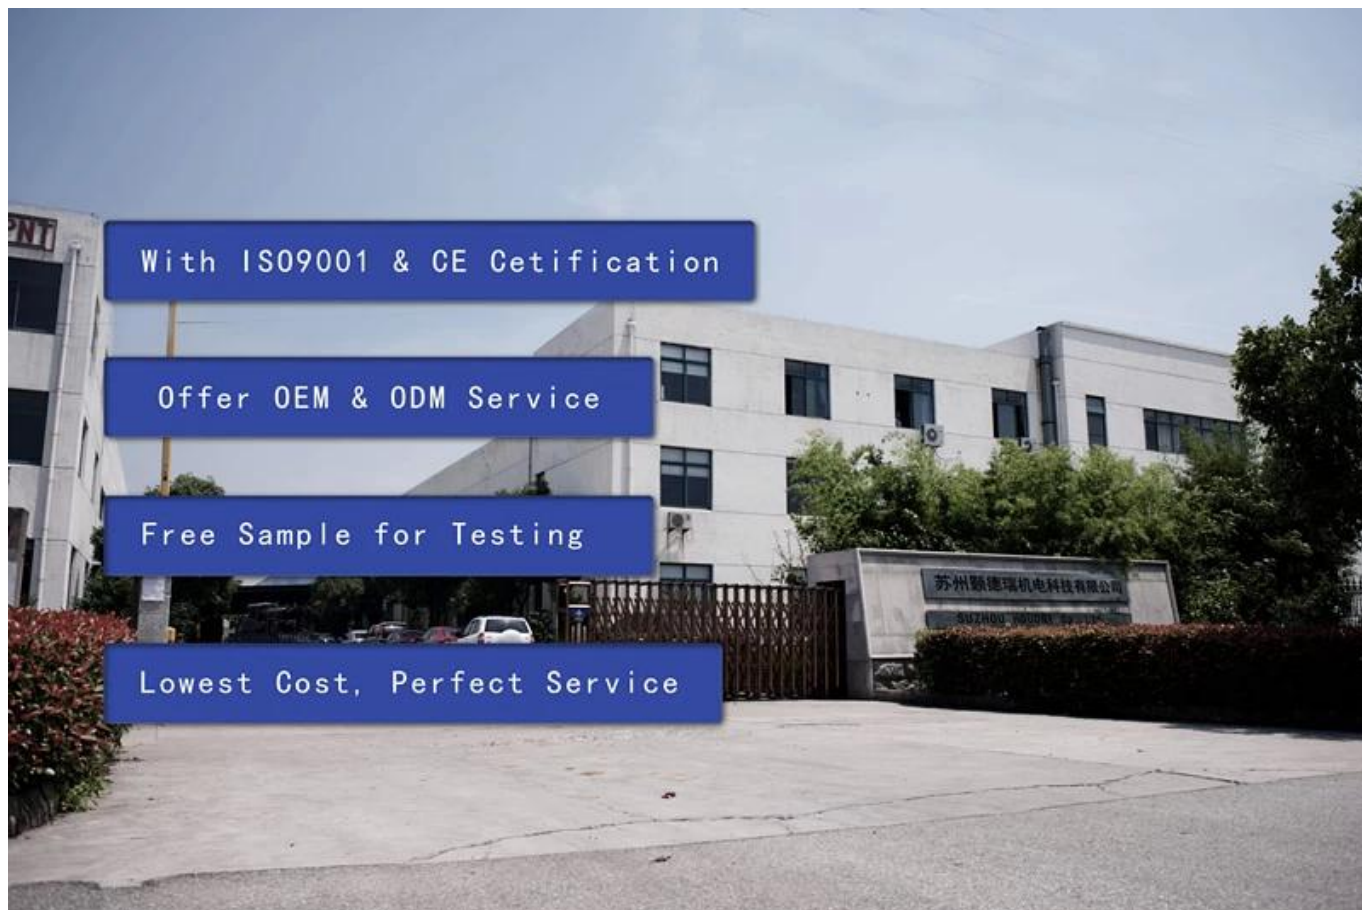 PNT
With ISO9001 & CE Cetification
Offer OEM & ODM Service
Free Sample for Testing
Lowest Cost, Perfect Service
苏州颢德瑞机电科技有限公司
SUZHOU